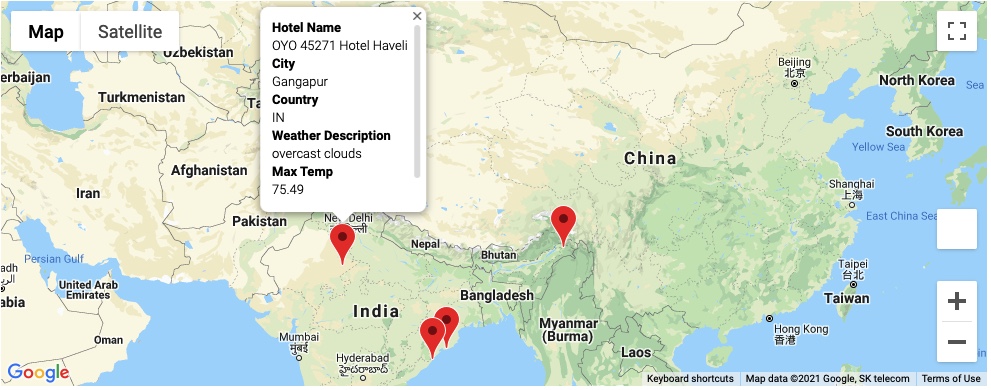 Map
Satellite
Hotel Name
OYO 45271 Hotel Haveli
City
Gangapur
Country
IN
Weather Description
overcast clouds
Max Temp
75.49
Uzbekistan
erbaijan
Turkmenistan
Ta
Afghanistan
Iran
Pakistan
New Delhi
Nepal
Bhutan
Persian Gulf
United Arab
Emirates
adh
abia
Oman
India
Bangladesh
Mumbai
मुंबई
Hyderabad
Myanmar
(Burma)
Laos
China
Beijing
北京
North Korea
Sea
South Korea
Yellow Sea
Shanghai
上海
East China Sea
Taipei
台北
Taiwan
Hong Kong
香港
Google
Keyboard shortcuts
Map data ©2021 Google, SK telecom
Terms of Use